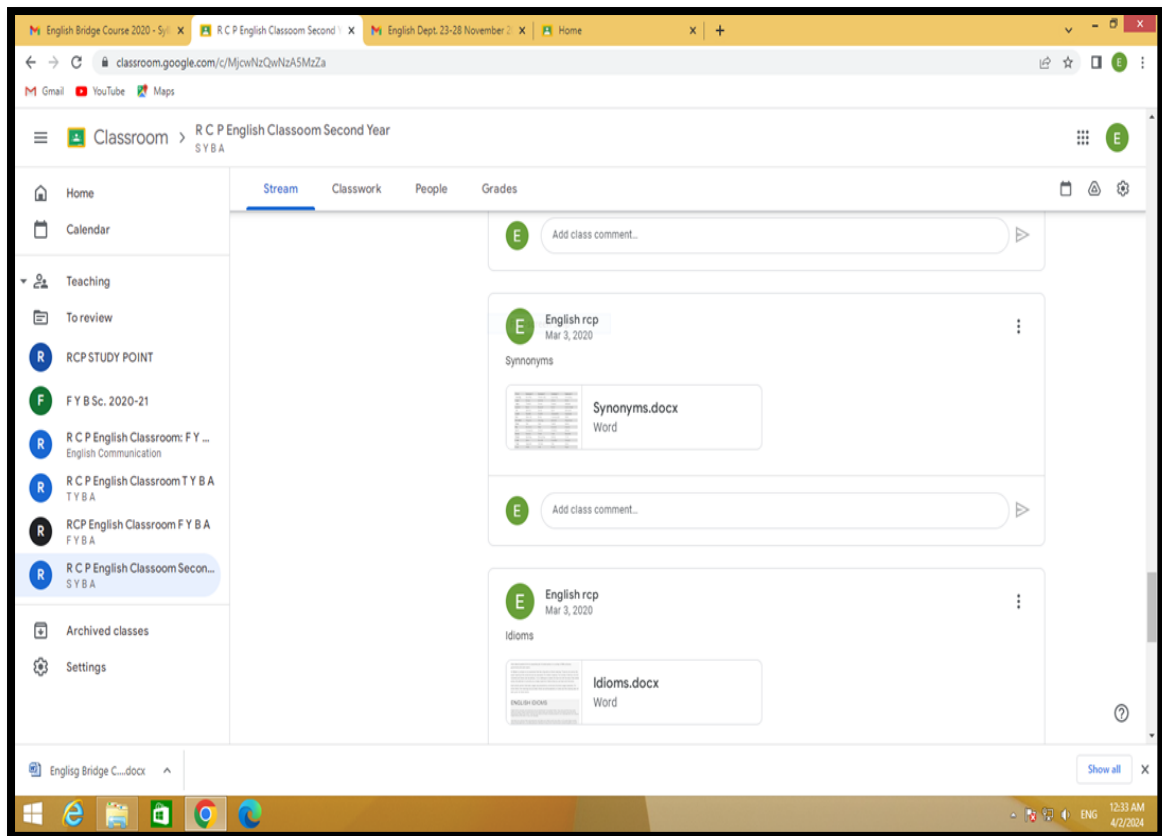 English Bridge Course 2020 - Syll
R C P English Classoom Second Y
English Dept. 23-28 November 2
Home
classroom.google.com/c/MjcwNzQwNzA5MzZa
E
Gmail
YouTube
Maps
Classroom
R C P English Classoom Second Year
S Y B A
E
Home
Calendar
Teaching
To review
R
RCP STUDY POINT
F
F Y B Sc. 2020-21
R
R C P English Classroom: F Y ...
English Communication
R
R C P English Classroom T Y B A
T Y B A
R
RCP English Classroom F Y B A
F Y B A
R
R C P English Classoom Secon...
S Y B A
Archived classes
Settings
Stream
Classwork
People
Grades
E
Add class comment...
E
English rcp
Mar 3, 2020
Synnonyms
Synonyms.docx
Word
E
Add class comment...
E
English rcp
Mar 3, 2020
Idioms
ENGLISH IDIOMS
Idioms.docx
Word
Englisg Bridge C....docx
Show all
ENG
12:33 AM
4/2/2024